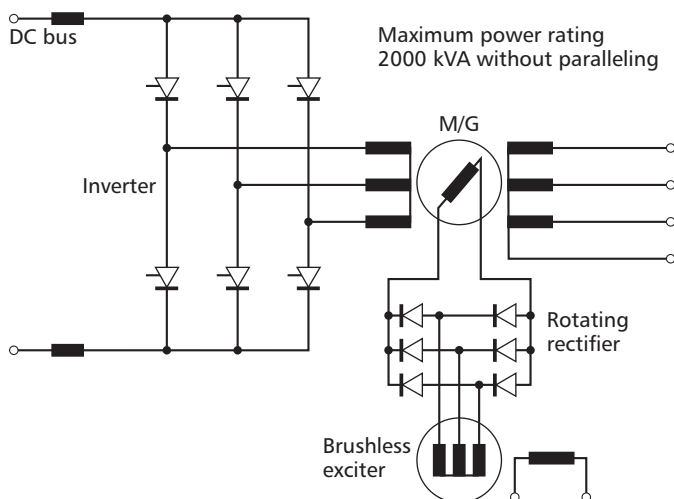 DC bus
Maximum power rating
2000 kVA without paralleling
M/G
Inverter
Rotating
rectifier
Brushless
exciter